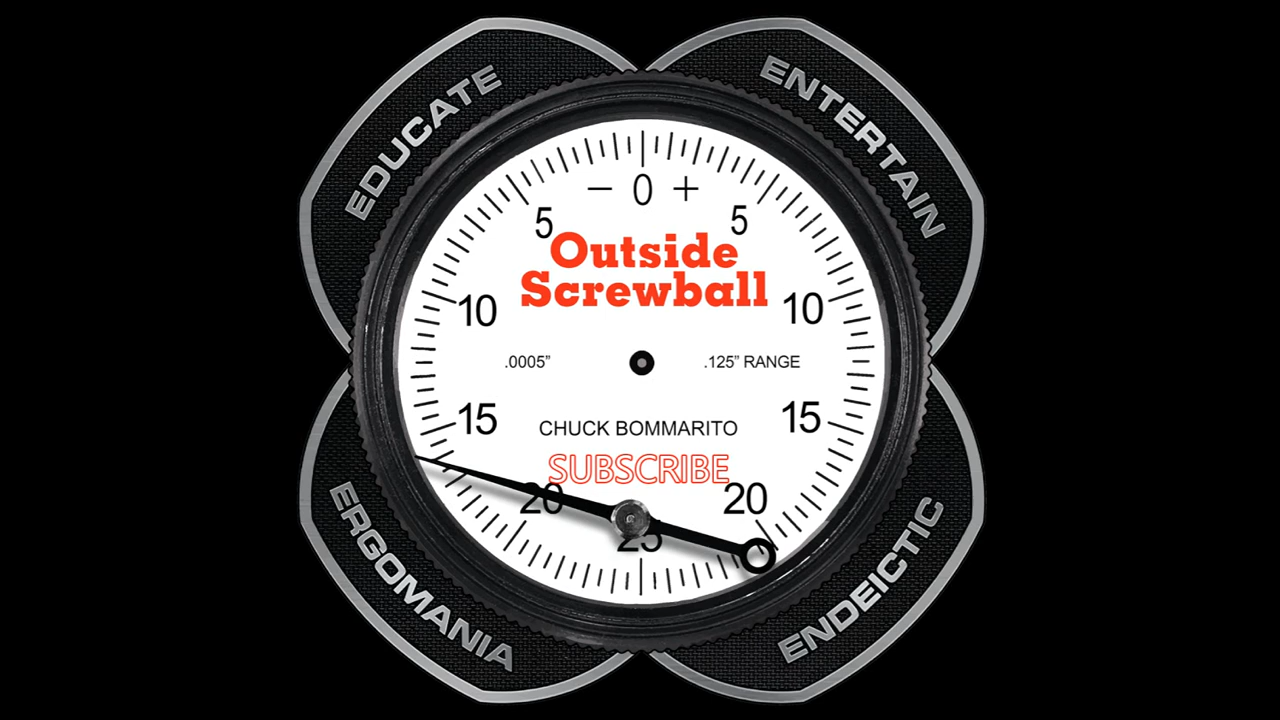 EDUCATE
ENTERTAIN
− 0 +
5 5
Outside
Screwball
10 10
.0005” .125” RANGE
15 15
CHUCK BOMMARITO
SUBSCRIBE
20 20
25
ERGOMANIA
ENDEICTIC